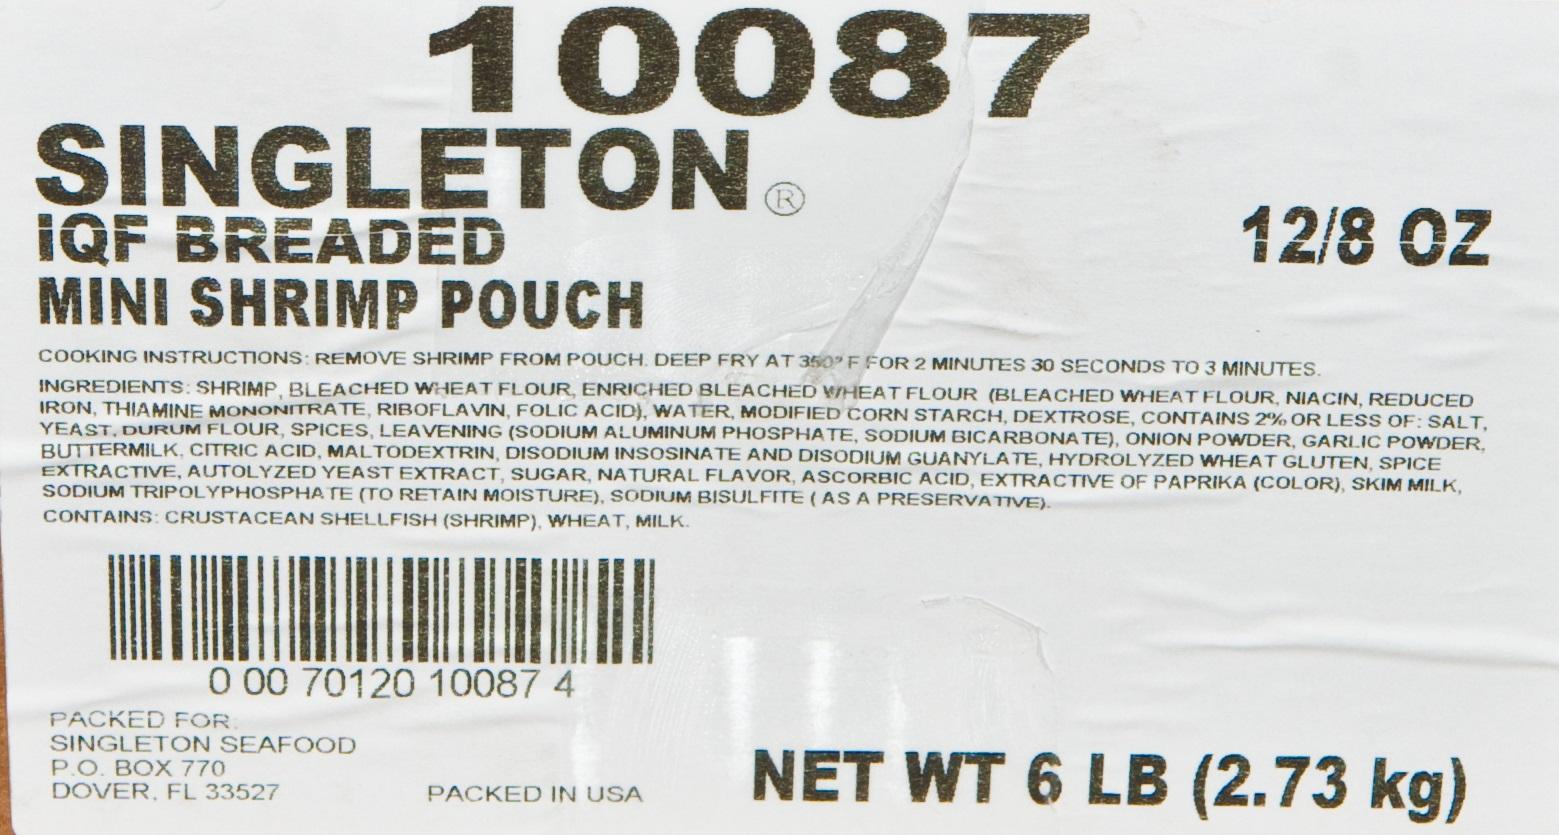 10087
SINGLETON®
IQF BREADED
12/8 OZ
MINI SHRIMP POUCH
COOKING INSTRUCTIONS: REMOVE SHRIMP FROM POUCH. DEEP FRY AT 350° F FOR 2 MINUTES 30 SECONDS TO 3 MINUTES.
INGREDIENTS: SHRIMP, BLEACHED WHEAT FLOUR, ENRICHED BLEACHED WHEAT FLOUR (BLEACHED WHEAT FLOUR, NIACIN, REDUCED
IRON, THIAMINE MONONITRATE, RIBOFLAVIN, FOLIC ACID), WATER, MODIFIED CORN STARCH, DEXTROSE, CONTAINS 2% OR LESS OF: SALT,
YEAST, DURUM FLOUR, SPICES, LEAVENING (SODIUM ALUMINUM PHOSPHATE, SODIUM BICARBONATE), ONION POWDER, GARLIC POWDER,
BUTTERMILK, CITRIC ACID, MALTODEXTRIN, DISODIUM INSOSINATE AND DISODIUM GUANYLATE, HYDROLYZED WHEAT GLUTEN, SPICE
EXTRACTIVE, AUTOLYZED YEAST EXTRACT, SUGAR, NATURAL FLAVOR, ASCORBIC ACID, EXTRACTIVE OF PAPRIKA (COLOR), SKIM MILK,
SODIUM TRIPOLYPHOSPHATE (TO RETAIN MOISTURE), SODIUM BISULFITE ( AS A PRESERVATIVE).
CONTAINS: CRUSTACEAN SHELLFISH (SHRIMP), WHEAT, MILK.
0 00 70120 10087 4
PACKED FOR:
SINGLETON SEAFOOD
P.O. BOX 770
DOVER, FL 33527
PACKED IN USA
NET WT 6 LB (2.73 kg)